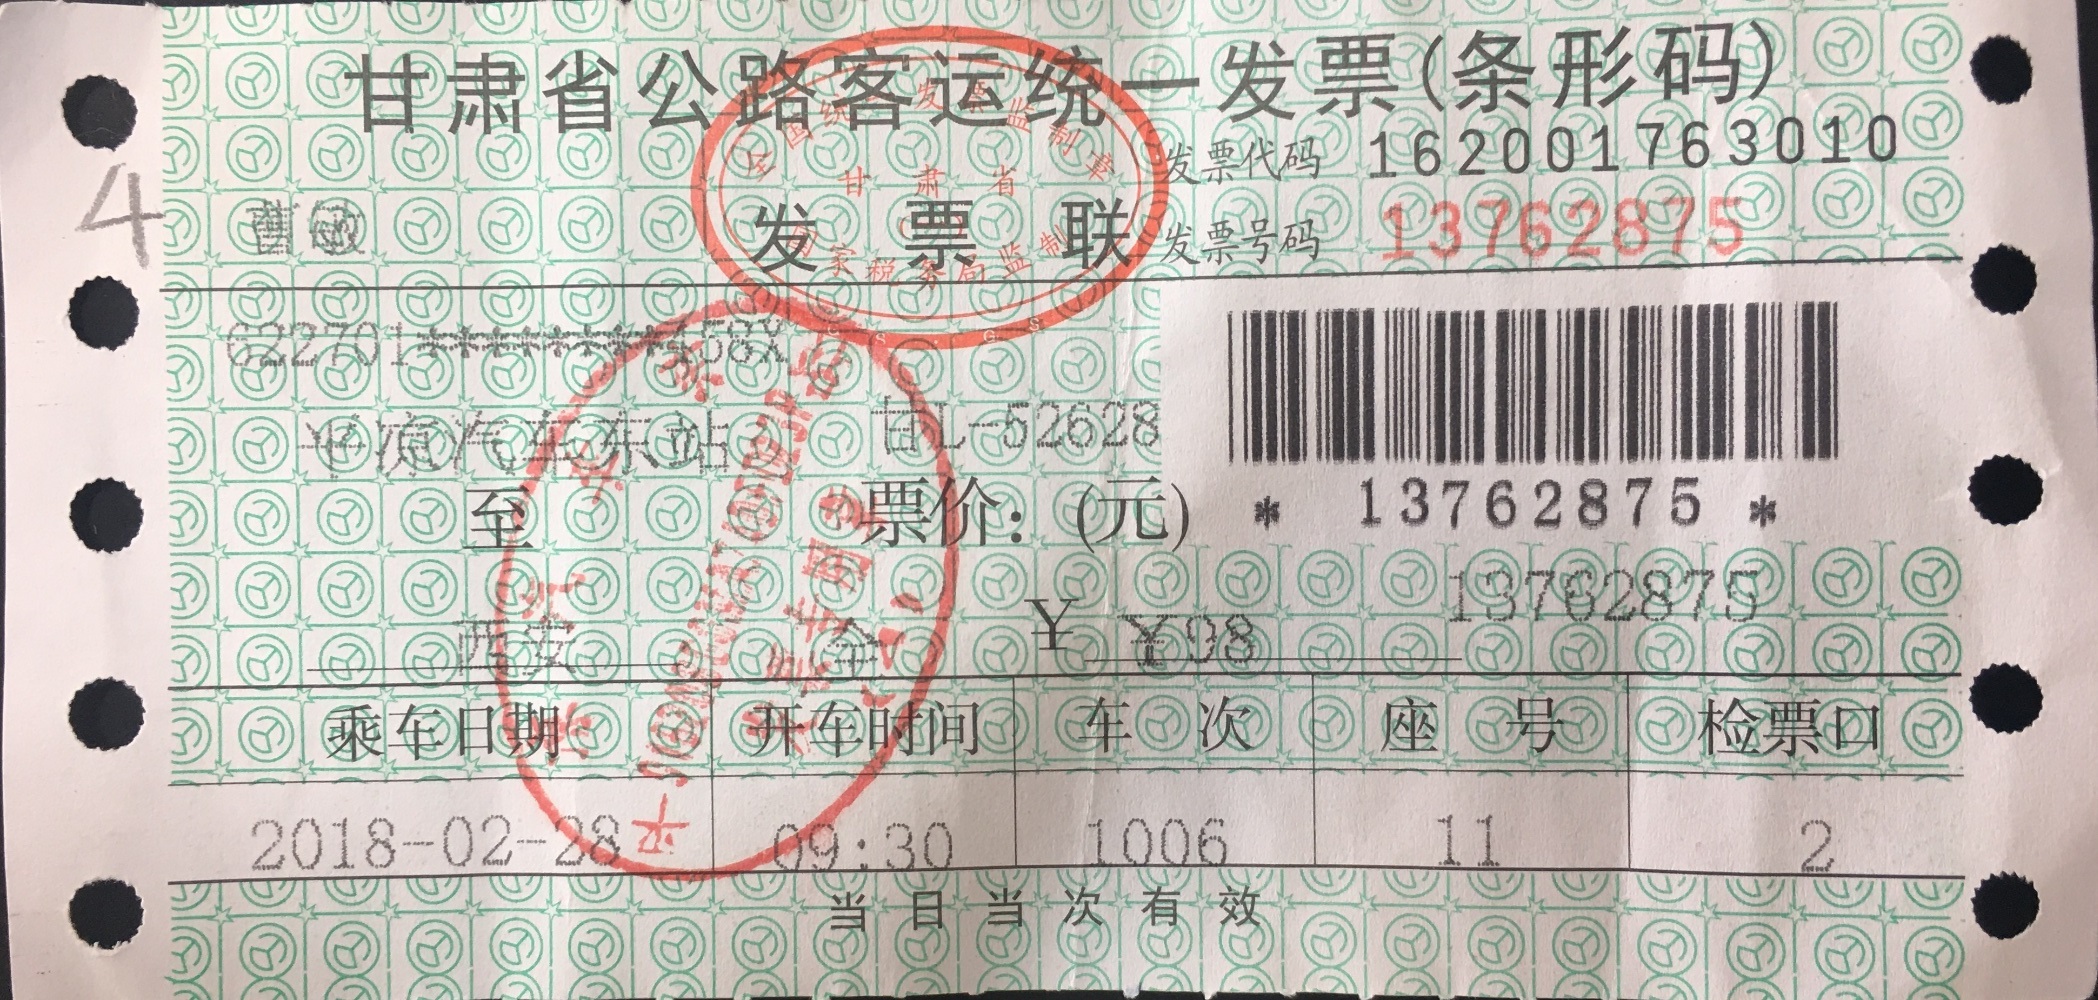 甘肃省公路客运统一发票(条形码)
全国统一发票监制章
甘肃省
国家税务局监制
发票联
发票代码 162001763010
发票号码 13762875
4
曹敏
622701********458X
平凉汽车东站 甘L-52628
至 票价：(元)
* 13762875 *
13762875
西安 全 ¥ ¥98
乘车日期 开车时间 车次 座号 检票口
2018-02-28 09:30 1006 11 2
当日当次有效